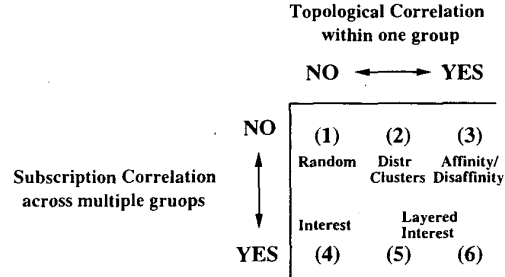 Topological Correlation
within one group
NO YES
NO (1) (2) (3)
Random Distr Affinity/
Clusters Disaffinity
Subscription Correlation
across multiple gruops
Interest Layered
Interest
YES (4) (5) (6)